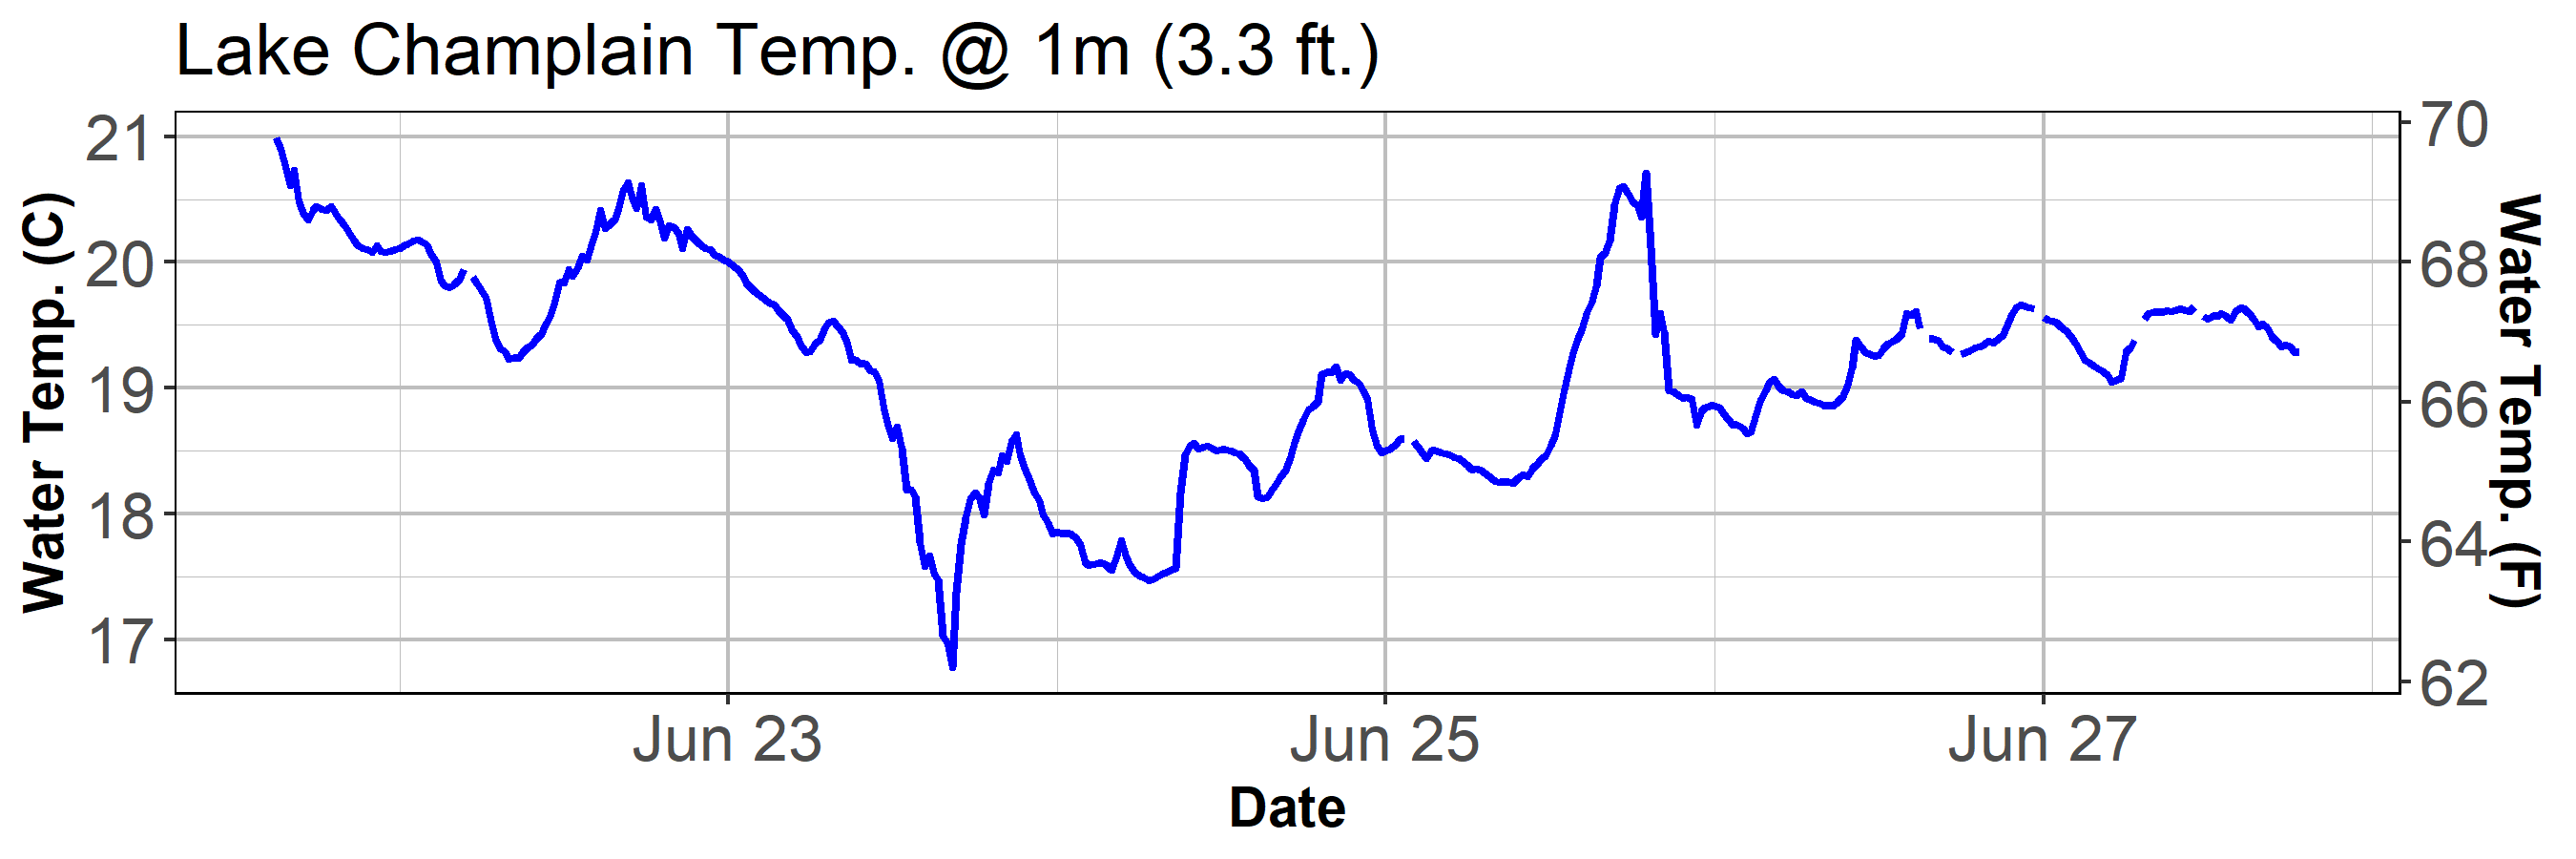 Lake Champlain Temp. @ 1m (3.3 ft.)
Water Temp. (C)
21
20
19
18
17
70
68
66
64
62
Water Temp. (F)
Jun 23
Jun 25
Jun 27
Date